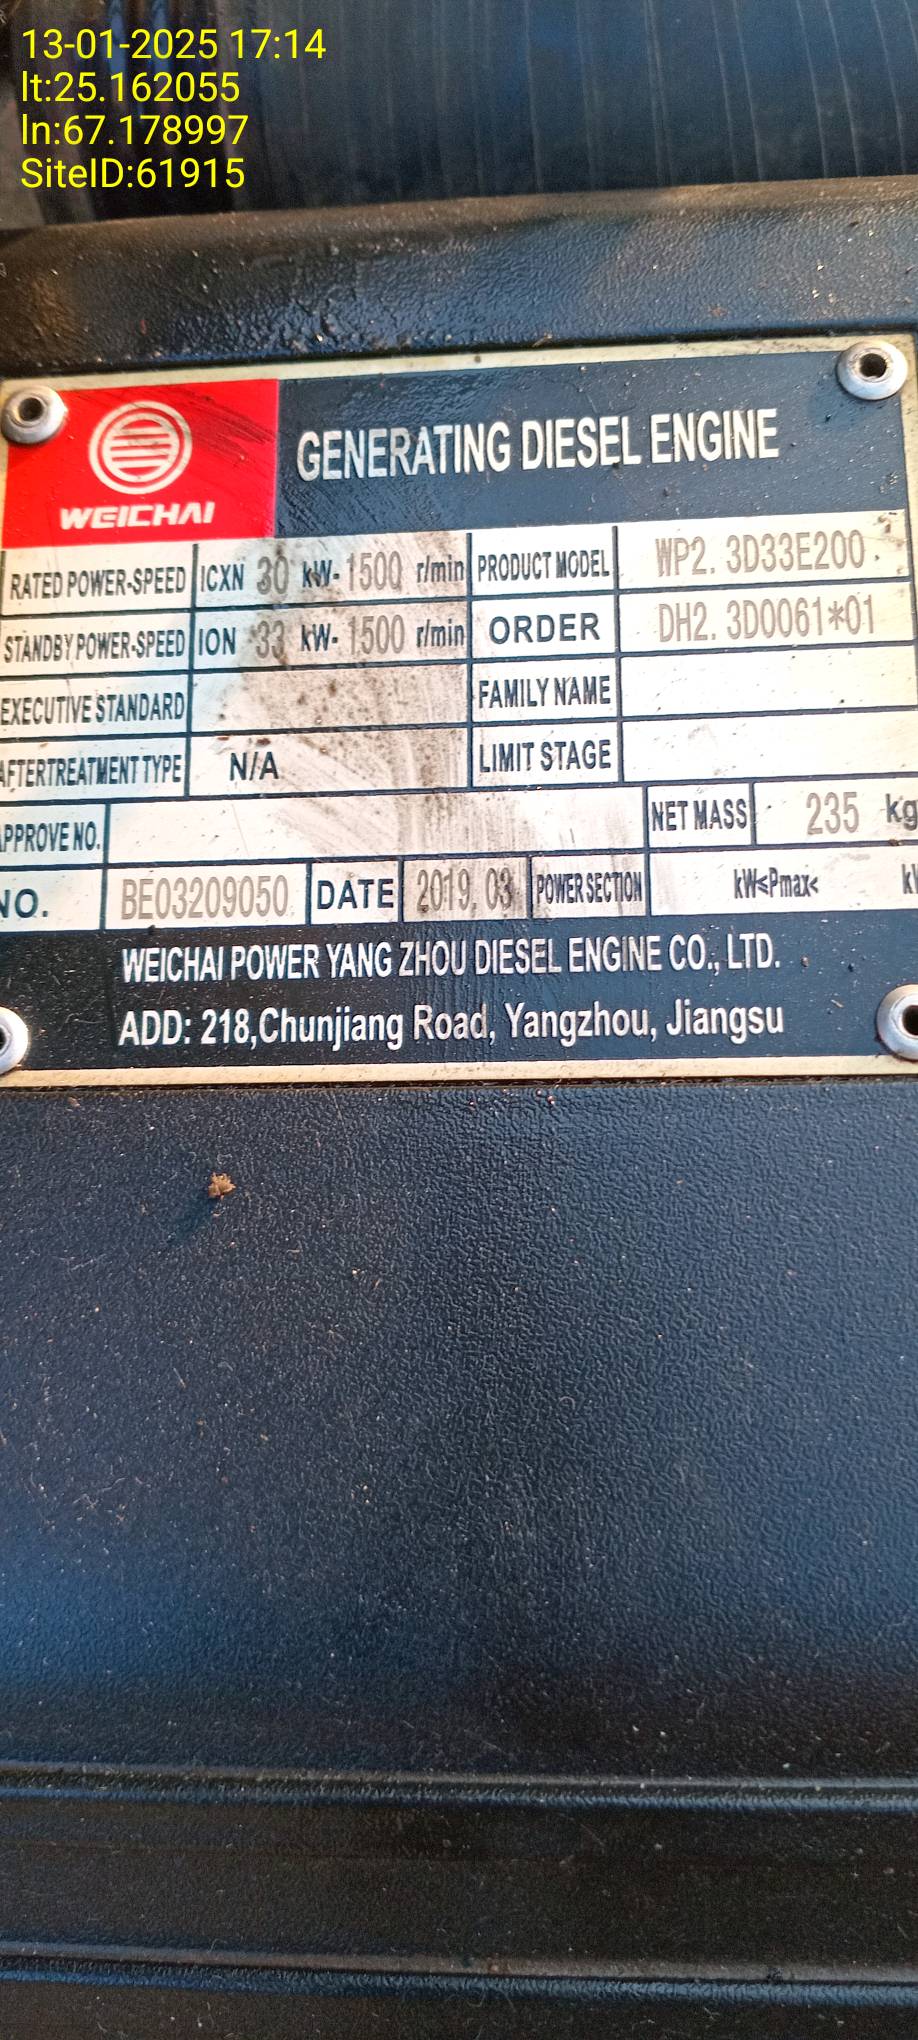 13-01-2025 17:14
lt:25.162055
ln:67.178997
SiteID:61915
WEICHAI
GENERATING DIESEL ENGINE
RATED POWER-SPEED ICXN 30 kW- 1500 r/min PRODUCT MODEL WP2. 3D33E200
STANDBY POWER-SPEED ION 33 kW- 1500 r/min ORDER DH2. 3D0061*01
EXECUTIVE STANDARD FAMILY NAME
AFTERTREATMENT TYPE N/A LIMIT STAGE
APPROVE NO. NET MASS 235 kg
NO. BE03209050 DATE 2019. 03 POWER SECTION kW<Pmax<
WEICHAI POWER YANG ZHOU DIESEL ENGINE CO., LTD.
ADD: 218,Chunjiang Road, Yangzhou, Jiangsu